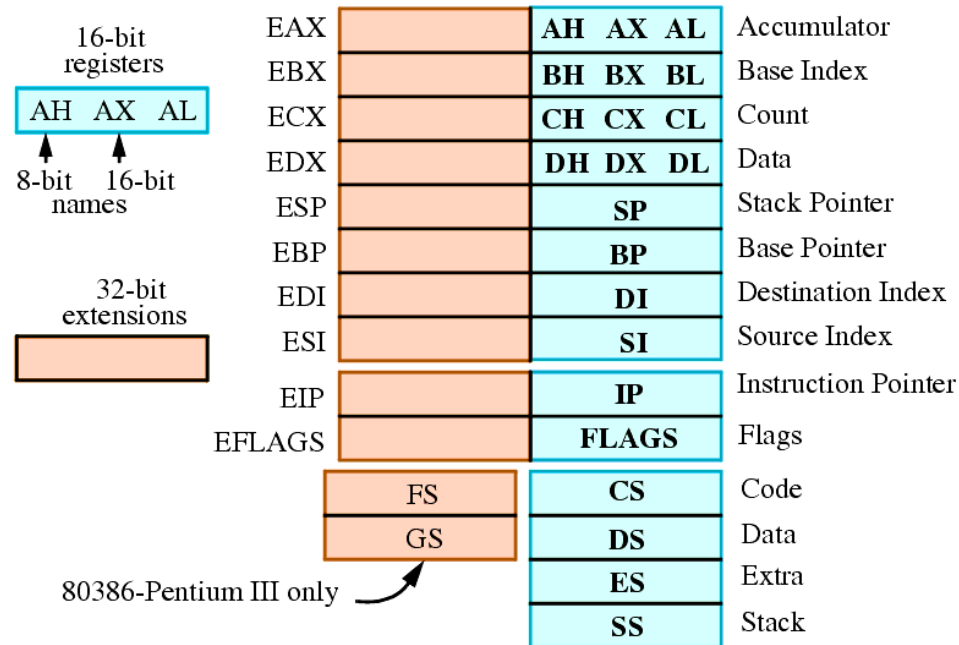 16-bit
registers
AH AX AL
8-bit 16-bit
names
32-bit
extensions
EAX AH AX AL Accumulator
EBX BH BX BL Base Index
ECX CH CX CL Count
EDX DH DX DL Data
ESP SP Stack Pointer
EBP BP Base Pointer
EDI DI Destination Index
ESI SI Source Index
EIP IP Instruction Pointer
EFLAGS FLAGS Flags
FS CS Code
GS DS Data
ES Extra
SS Stack
80386-Pentium III only